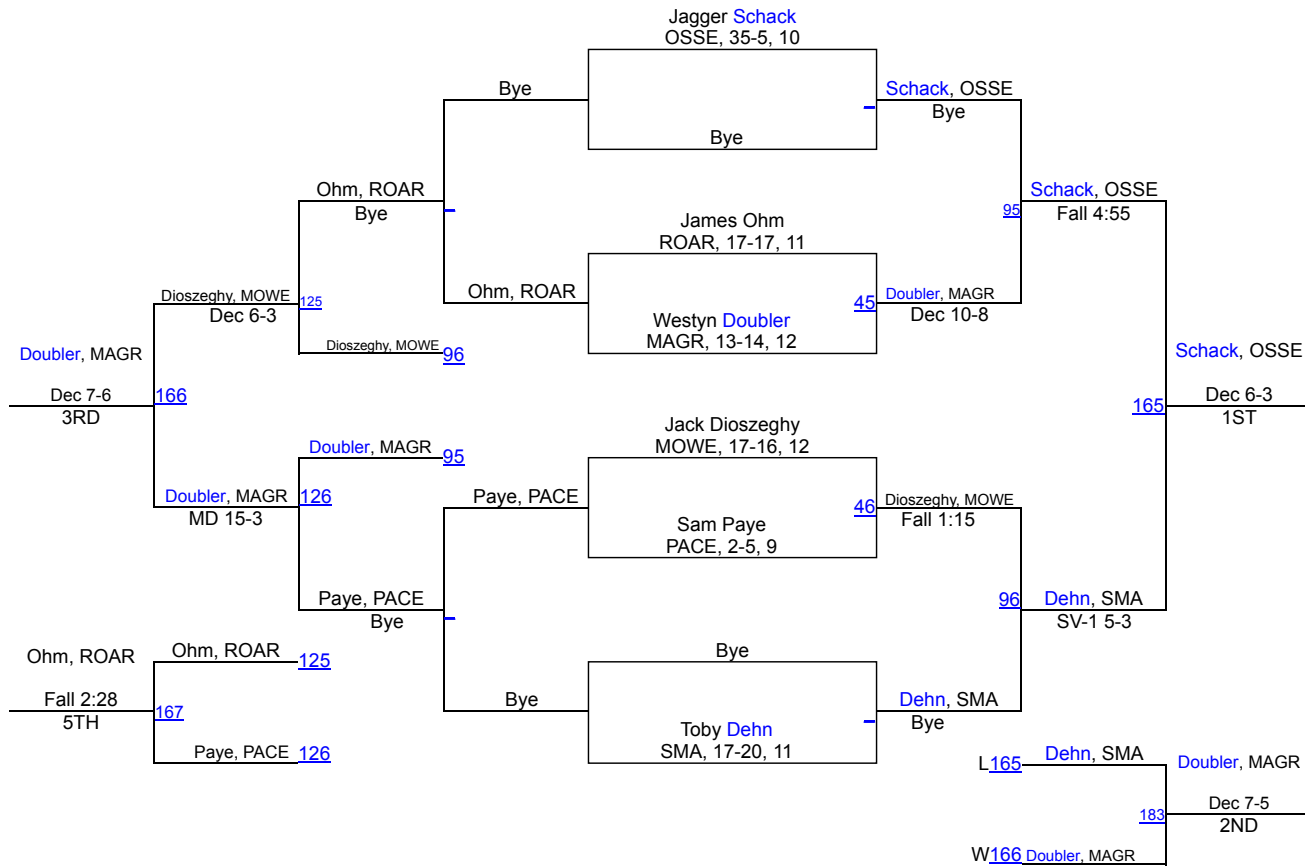 Jagger Schack
OSSE, 35-5, 10
Bye
Schack, OSSE
Bye
Bye
Ohm, ROAR
Bye
Schack, OSSE
Fall 4:55
95
James Ohm
ROAR, 17-17, 11
Ohm, ROAR
45
Doubler, MAGR
Dec 10-8
Westyn Doubler
MAGR, 13-14, 12
Dioszeghy, MOWE
Dec 6-3
125
Dioszeghy, MOWE
96
Doubler, MAGR
Dec 7-6
3RD
166
Schack, OSSE
Dec 6-3
1ST
165
Jack Dioszeghy
MOWE, 17-16, 12
Doubler, MAGR
95
Doubler, MAGR
MD 15-3
126
Paye, PACE
46
Dioszeghy, MOWE
Fall 1:15
Sam Paye
PACE, 2-5, 9
Paye, PACE
Bye
96
Dehn, SMA
SV-1 5-3
Ohm, ROAR
Fall 2:28
5TH
Ohm, ROAR
125
167
Paye, PACE
126
Bye
Bye
Dehn, SMA
Bye
Toby Dehn
SMA, 17-20, 11
L165
Dehn, SMA
Doubler, MAGR
Dec 7-5
2ND
183
W166
Doubler, MAGR